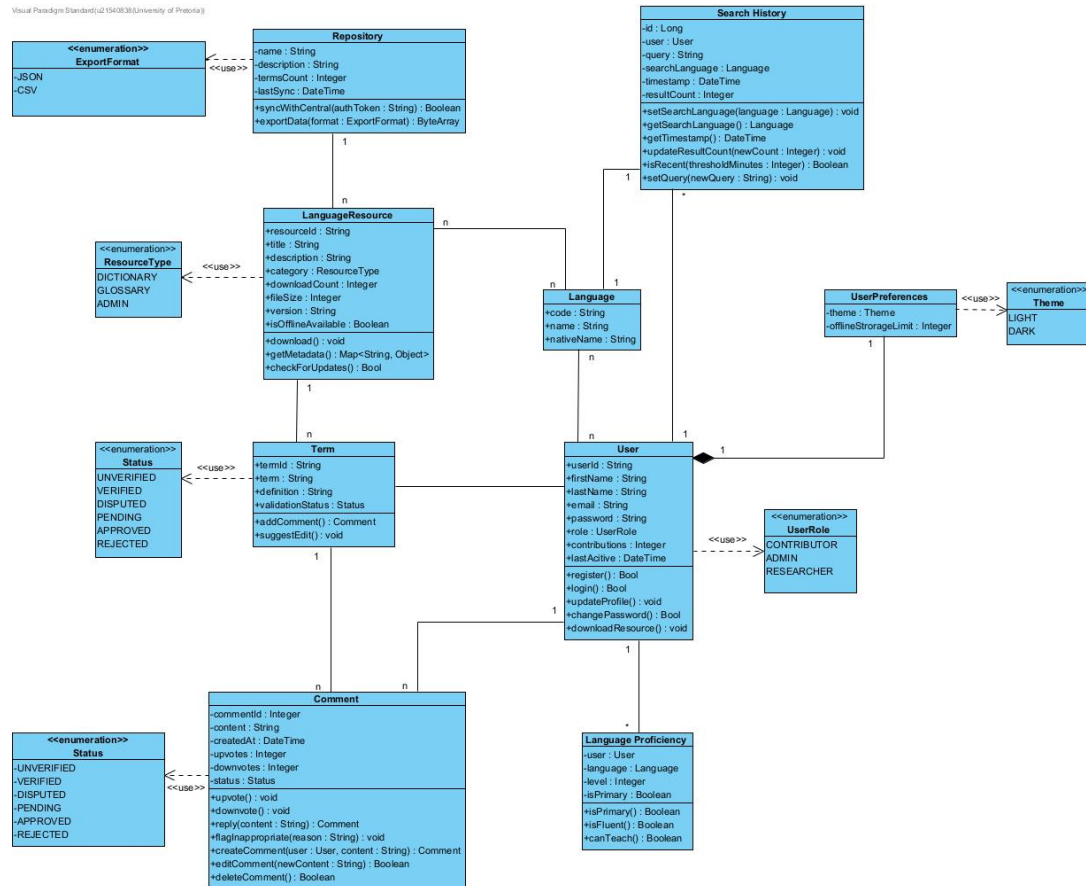 Visual Paradigm Standard(u21540838(University of Pretoria))
<<enumeration>>
ExportFormat
-JSON
-CSV
<<use>>
Repository
-name : String
-description : String
-termsCount : Integer
-lastSync : DateTime
+syncWithCentral(authToken : String) : Boolean
+exportData(format : ExportFormat) : ByteArray
1
n
Search History
-id : Long
-user : User
-query : String
-searchLanguage : Language
-timestamp : DateTime
-resultCount : Integer
+setSearchLanguage(language : Language) : void
+getSearchLanguage() : Language
+getTimestamp() : DateTime
+updateResultCount(newCount : Integer) : void
+isRecent(thresholdMinutes : Integer) : Boolean
+setQuery(newQuery : String) : void
1
*
<<enumeration>>
ResourceType
DICTIONARY
GLOSSARY
ADMIN
<<use>>
LanguageResource
+resourceId : String
+title : String
+description : String
+category : ResourceType
+downloadCount : Integer
+fileSize : Integer
+version : String
+isOfflineAvailable : Boolean
+download() : void
+getMetadata() : Map<String, Object>
+checkForUpdates() : Bool
n
n
1
Language
+code : String
+name : String
+nativeName : String
n
UserPreferences
-theme : Theme
-offlineStrorageLimit : Integer
1
<<use>>
<<enumeration>>
Theme
LIGHT
DARK
1
n
n
1
<<enumeration>>
Status
UNVERIFIED
VERIFIED
DISPUTED
PENDING
APPROVED
REJECTED
<<use>>
Term
+termId : String
+term : String
+definition : String
+validationStatus : Status
+addComment() : Comment
+suggestEdit() : void
1
User
+userId : String
+firstName : String
+lastName : String
+email : String
+password : String
+role : UserRole
+contributions : Integer
+lastAcitive : DateTime
+register() : Bool
+login() : Bool
+updateProfile() : void
+changePassword() : Bool
+downloadResource() : void
1
1
1
<<use>>
<<enumeration>>
UserRole
CONTRIBUTOR
ADMIN
RESEARCHER
n
n
*
<<enumeration>>
Status
-UNVERIFIED
-VERIFIED
-DISPUTED
-PENDING
-APPROVED
-REJECTED
<<use>>
Comment
-commentId : Integer
-content : String
-createdAt : DateTime
-upvotes : Integer
-downvotes : Integer
-status : Status
+upvote() : void
+downvote() : void
+reply(content : String) : Comment
+flagInappropriate(reason : String) : void
+createComment(user : User, content : String) : Comment
+editComment(newContent : String) : Boolean
+deleteComment() : Boolean
Language Proficiency
-user : User
-language : Language
-level : Integer
-isPrimary : Boolean
+isPrimary() : Boolean
+isFluent() : Boolean
+canTeach() : Boolean